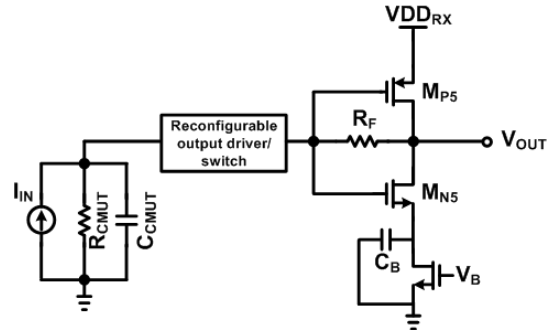 VDD_RX
M_P5
Reconfigurable
output driver/
switch
R_F
V_OUT
I_IN
R_CMUT
C_CMUT
M_N5
C_B
V_B